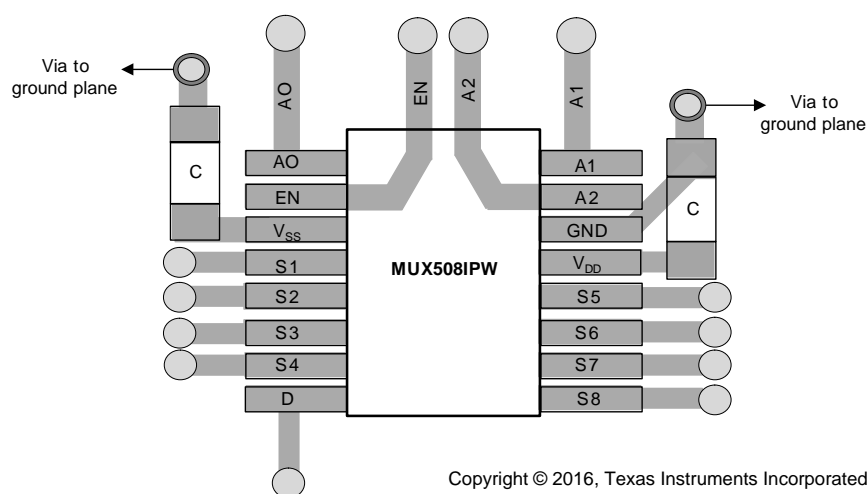 Via to
ground plane
AO
EN
A2
A1
Via to
ground plane
C
AO
EN
VSS
S1
S2
S3
S4
D
MUX508IPW
A1
A2
GND
VDD
S5
S6
S7
S8
C
Copyright © 2016, Texas Instruments Incorporated